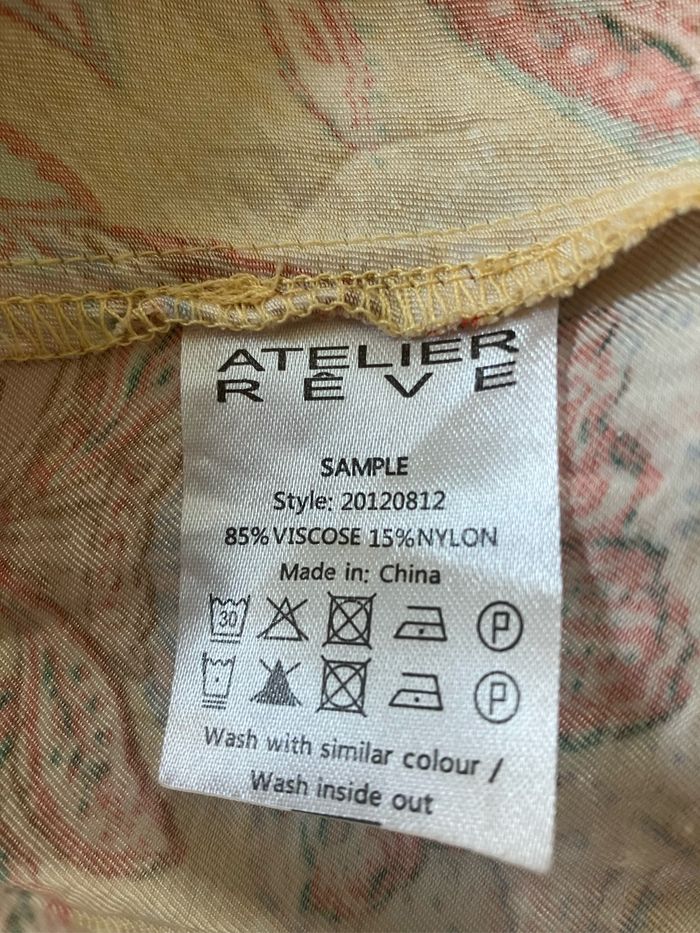 ATELIER
RÊVE
SAMPLE
Style: 20120812
85%VISCOSE 15%NYLON
Made in: China
30 P
P
Wash with similar colour /
Wash inside out